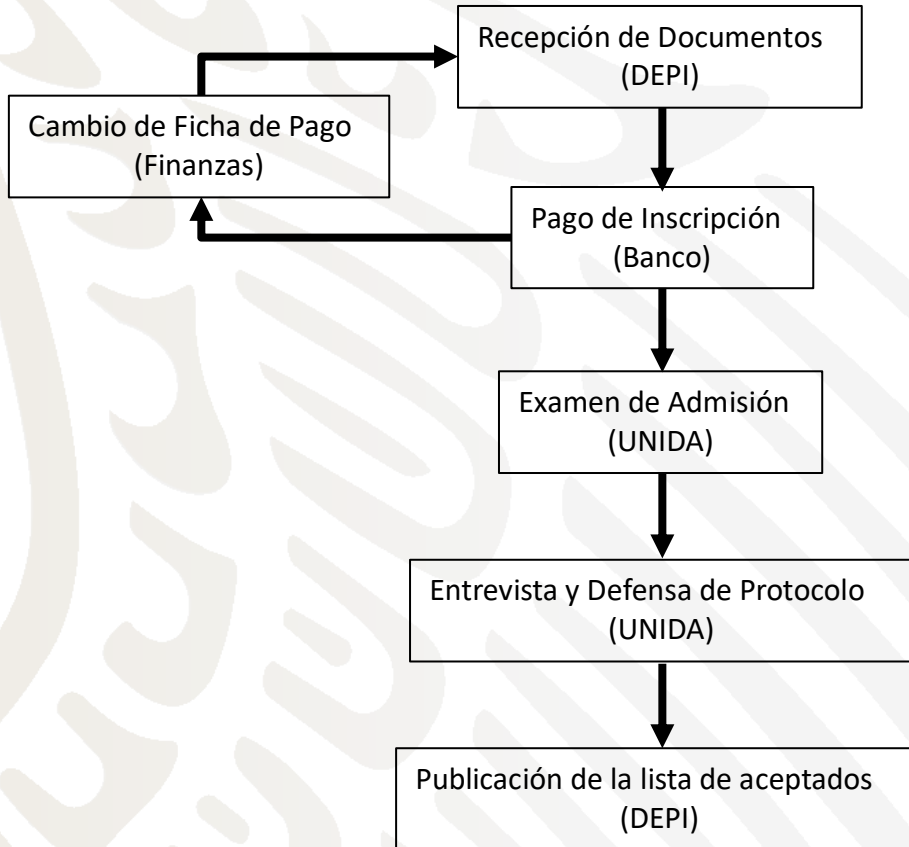 Recepción de Documentos
(DEPI)
Cambio de Ficha de Pago
(Finanzas)
Pago de Inscripción
(Banco)
Examen de Admisión
(UNIDA)
Entrevista y Defensa de Protocolo
(UNIDA)
Publicación de la lista de aceptados
(DEPI)